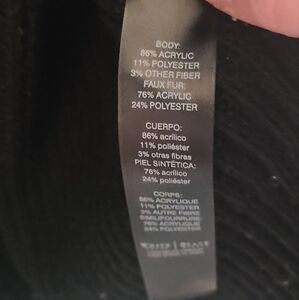 BODY:
86% ACRYLIC
11% POLYESTER
3% OTHER FIBER
FAUX FUR:
76% ACRYLIC
24% POLYESTER
CUERPO:
86% acrílico
11% poliéster
3% otras fibras
PIEL SINTÉTICA:
76% acrílico
24% poliéster
CORPS:
86% ACRYLIQUE
11% POLYESTER
3% AUTRE FIBRE
76% ACRYLIQUE
24% POLYESTER